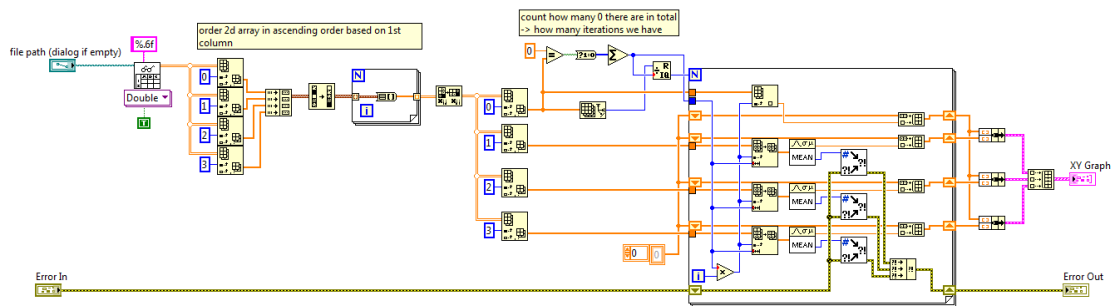 count how many 0 there are in total
-> how many iterations we have
order 2d array in ascending order based on 1st
column
%.6f
file path (dialog if empty)
Double
T
0
1
2
3
N
i
0
1
2
3
0
=
?1:0
Σ
R
IQ
N
MEAN
MEAN
MEAN
0
0
i
x
XY Graph
Error In
Error Out